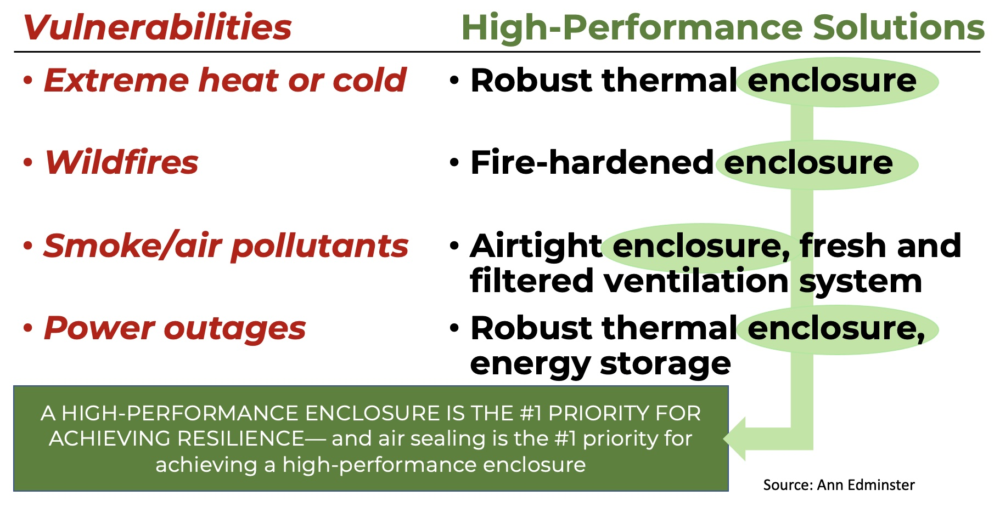 Vulnerabilities High-Performance Solutions
• Extreme heat or cold • Robust thermal enclosure
• Wildfires • Fire-hardened enclosure
• Smoke/air pollutants • Airtight enclosure, fresh and
filtered ventilation system
• Power outages • Robust thermal enclosure,
energy storage
A HIGH-PERFORMANCE ENCLOSURE IS THE #1 PRIORITY FOR
ACHIEVING RESILIENCE— and air sealing is the #1 priority for
achieving a high-performance enclosure
Source: Ann Edminster